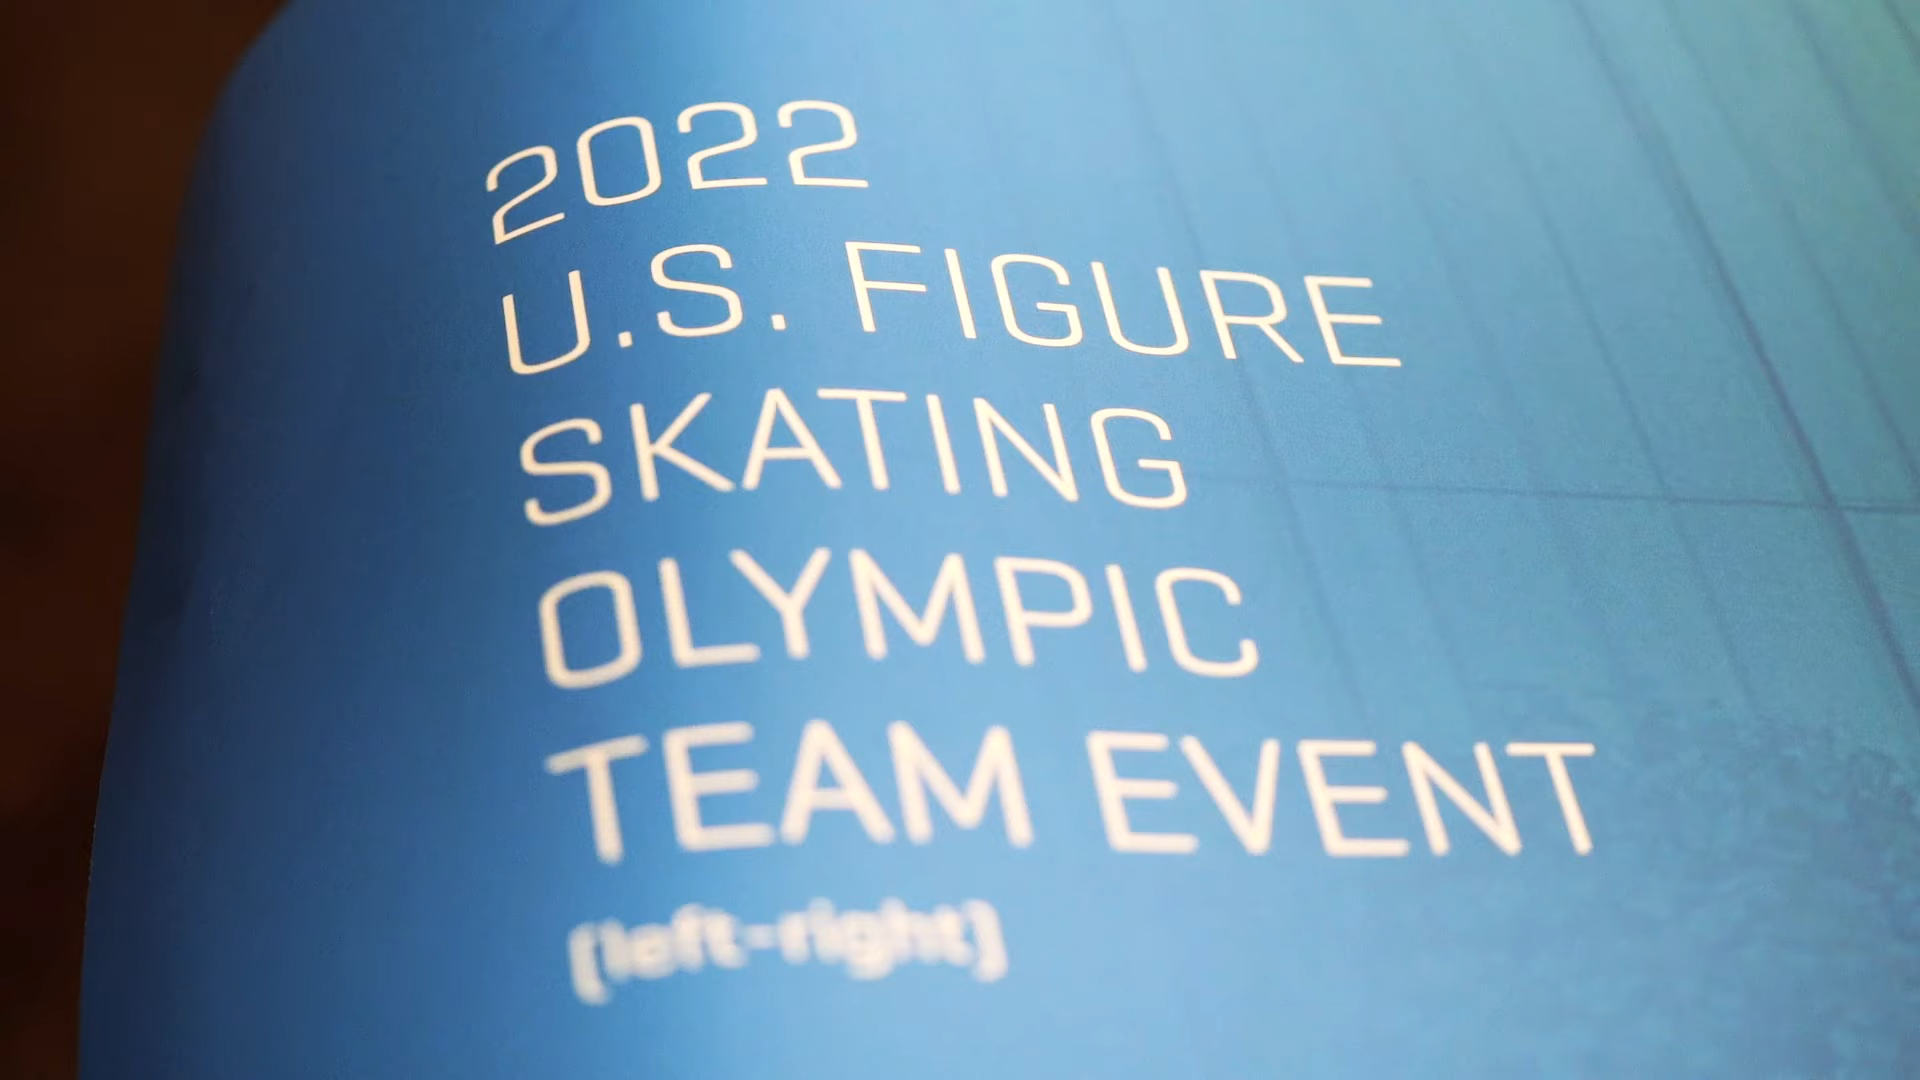 2022
U.S. FIGURE
SKATING
OLYMPIC
TEAM EVENT
[left-right]